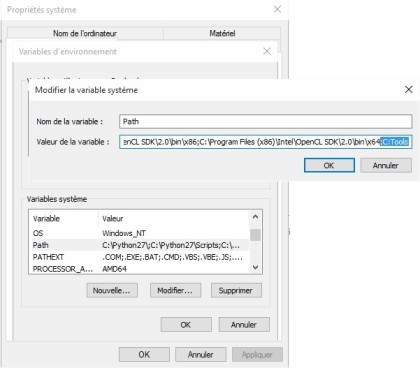 Propriétés système
Nom de l'ordinateur Matériel
Variables d'environnement
Modifier la variable système
Nom de la variable : Path
Valeur de la variable : enCL SDK\2.0\bin\x86;C:\Program Files (x86)\Intel\OpenCL SDK\2.0\bin\x64;C:Tools
OK Annuler
Variables système
Variable Valeur
OS Windows_NT
Path C:\Python27\;C:\Python27\Scripts;C:\...
PATHEXT .COM;.EXE;.BAT;.CMD;.VBS;.VBE;.JS;....
PROCESSOR_A... AMD64
Nouvelle... Modifier... Supprimer
OK Annuler
OK Annuler Appliquer